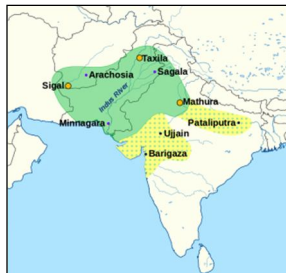 Taxila
Arachosia
Sagala
Sigal
Indus River
Mathura
Minnagara
Pataliputra
Ujjain
Barigaza